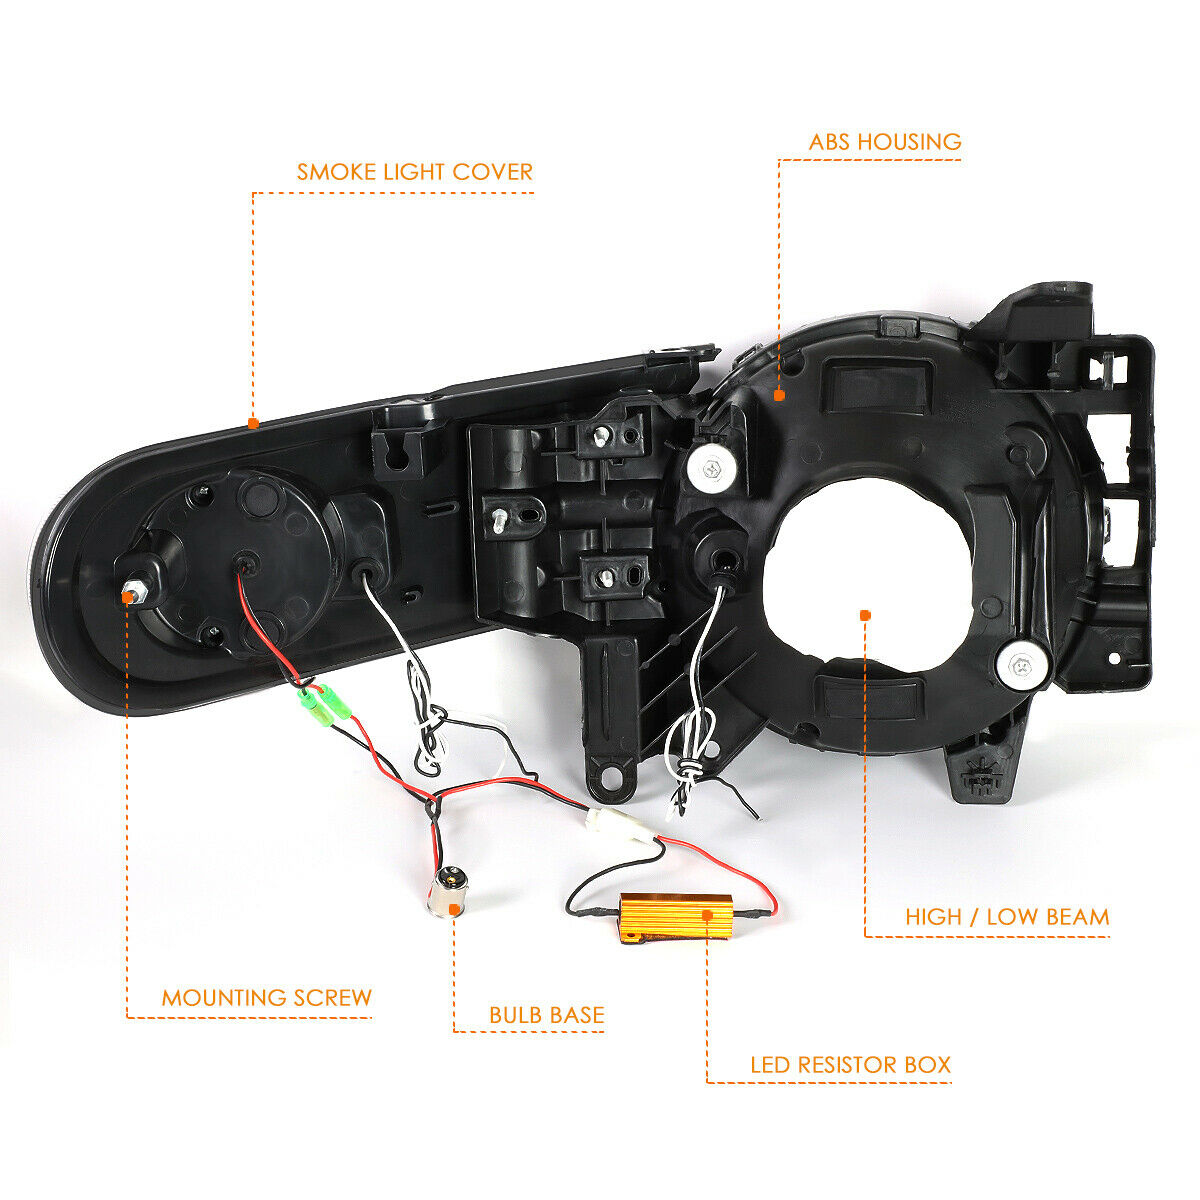 ABS HOUSING
SMOKE LIGHT COVER
HIGH / LOW BEAM
MOUNTING SCREW
BULB BASE
LED RESISTOR BOX